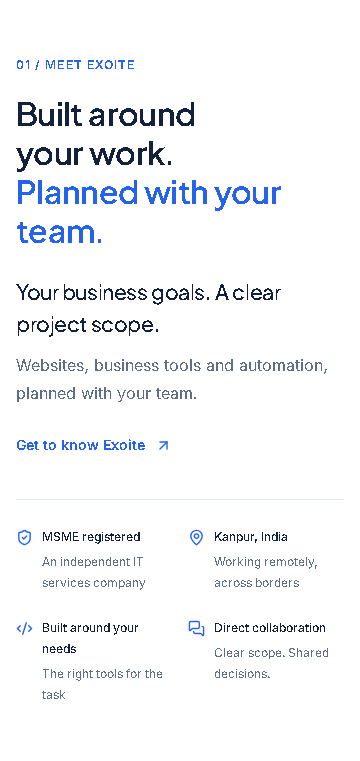 01 / MEET EXOITE
Built around
your work.
Planned with your
team.
Your business goals. A clear
project scope.
Websites, business tools and automation,
planned with your team.
Get to know Exoite
MSME registered
An independent IT
services company
Kanpur, India
Working remotely,
across borders
Built around your
needs
The right tools for the
task
Direct collaboration
Clear scope. Shared
decisions.